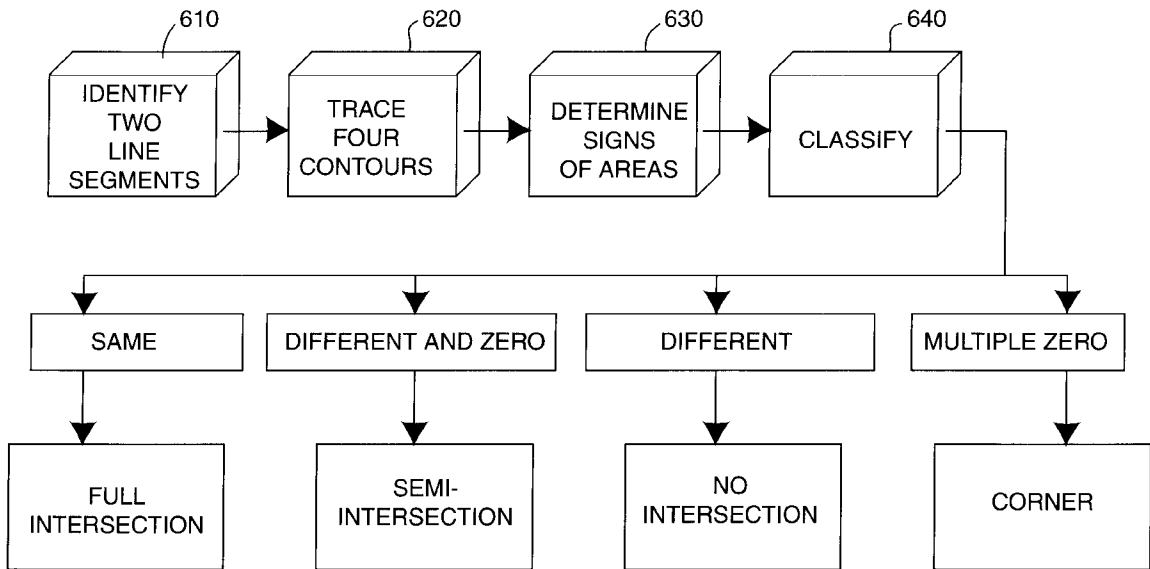 610
620
630
640
IDENTIFY
TWO
LINE
SEGMENTS
TRACE
FOUR
CONTOURS
DETERMINE
SIGNS
OF AREAS
CLASSIFY
SAME
DIFFERENT AND ZERO
DIFFERENT
MULTIPLE ZERO
FULL
INTERSECTION
SEMI-
INTERSECTION
NO
INTERSECTION
CORNER